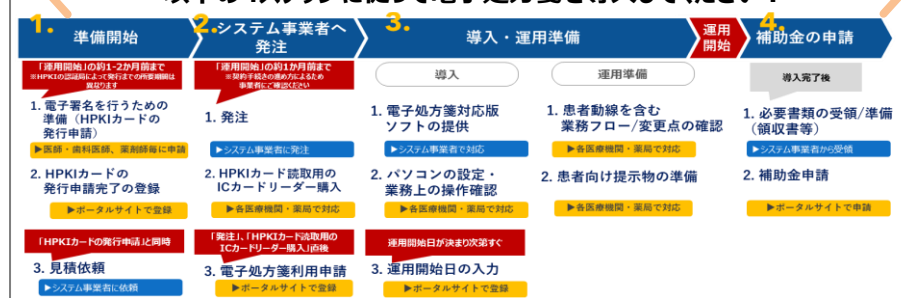 1.
準備開始
2.
システム事業者へ
発注
3.
導入・運用準備
運用
開始
4.
補助金の申請
「運用開始」の約1-2か月前まで
※HPKIの認証局によって発行までの所要期間は
異なります
1. 電子署名を行うための
準備（HPKIカードの
発行申請）
▶医師・歯科医師、薬剤師毎に申請
2. HPKIカードの
発行申請完了の登録
▶ポータルサイトで登録
「HPKIカードの発行申請」と同時
3. 見積依頼
▶システム事業者に依頼
「運用開始」の約1か月前まで
※契約手続きの進め方によるため
事業者にご確認ください
1. 発注
▶システム事業者に発注
2. HPKIカード読取用の
ICカードリーダー購入
▶各医療機関・薬局で対応
「発注」、「HPKIカード読取用の
ICカードリーダー購入」直後
3. 電子処方箋利用申請
▶ポータルサイトで登録
導入
1. 電子処方箋対応版
ソフトの提供
▶システム事業者で対応
2. パソコンの設定・
業務上の操作確認
▶各医療機関・薬局で対応
運用開始日が決まり次第すぐ
3. 運用開始日の入力
▶ポータルサイトで登録
運用準備
1. 患者動線を含む
業務フロー/変更点の確認
▶各医療機関・薬局で対応
2. 患者向け提示物の準備
▶各医療機関・薬局で対応
導入完了後
1. 必要書類の受領/準備
（領収書等）
▶システム事業者から受領
2. 補助金申請
▶ポータルサイトで申請